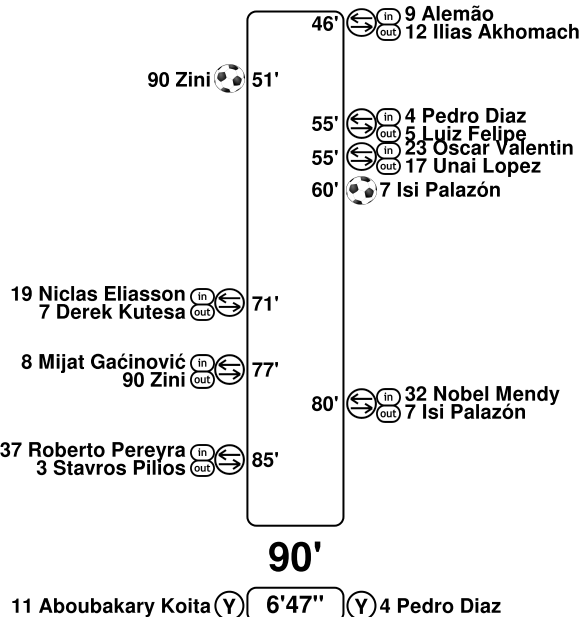 46' in 9 Alemão
out 12 Ilias Akhomach
90 Zini 51'
55' in 4 Pedro Diaz
out 5 Luiz Felipe
55' in 23 Oscar Valentin
out 17 Unai Lopez
60' 7 Isi Palazón
19 Niclas Eliasson in 71'
7 Derek Kutesa out
8 Mijat Gaćinović in 77'
90 Zini out
80' in 32 Nobel Mendy
out 7 Isi Palazón
37 Roberto Pereyra in 85'
3 Stavros Pilios out
90'
11 Aboubakary Koita Y 6'47" Y 4 Pedro Diaz